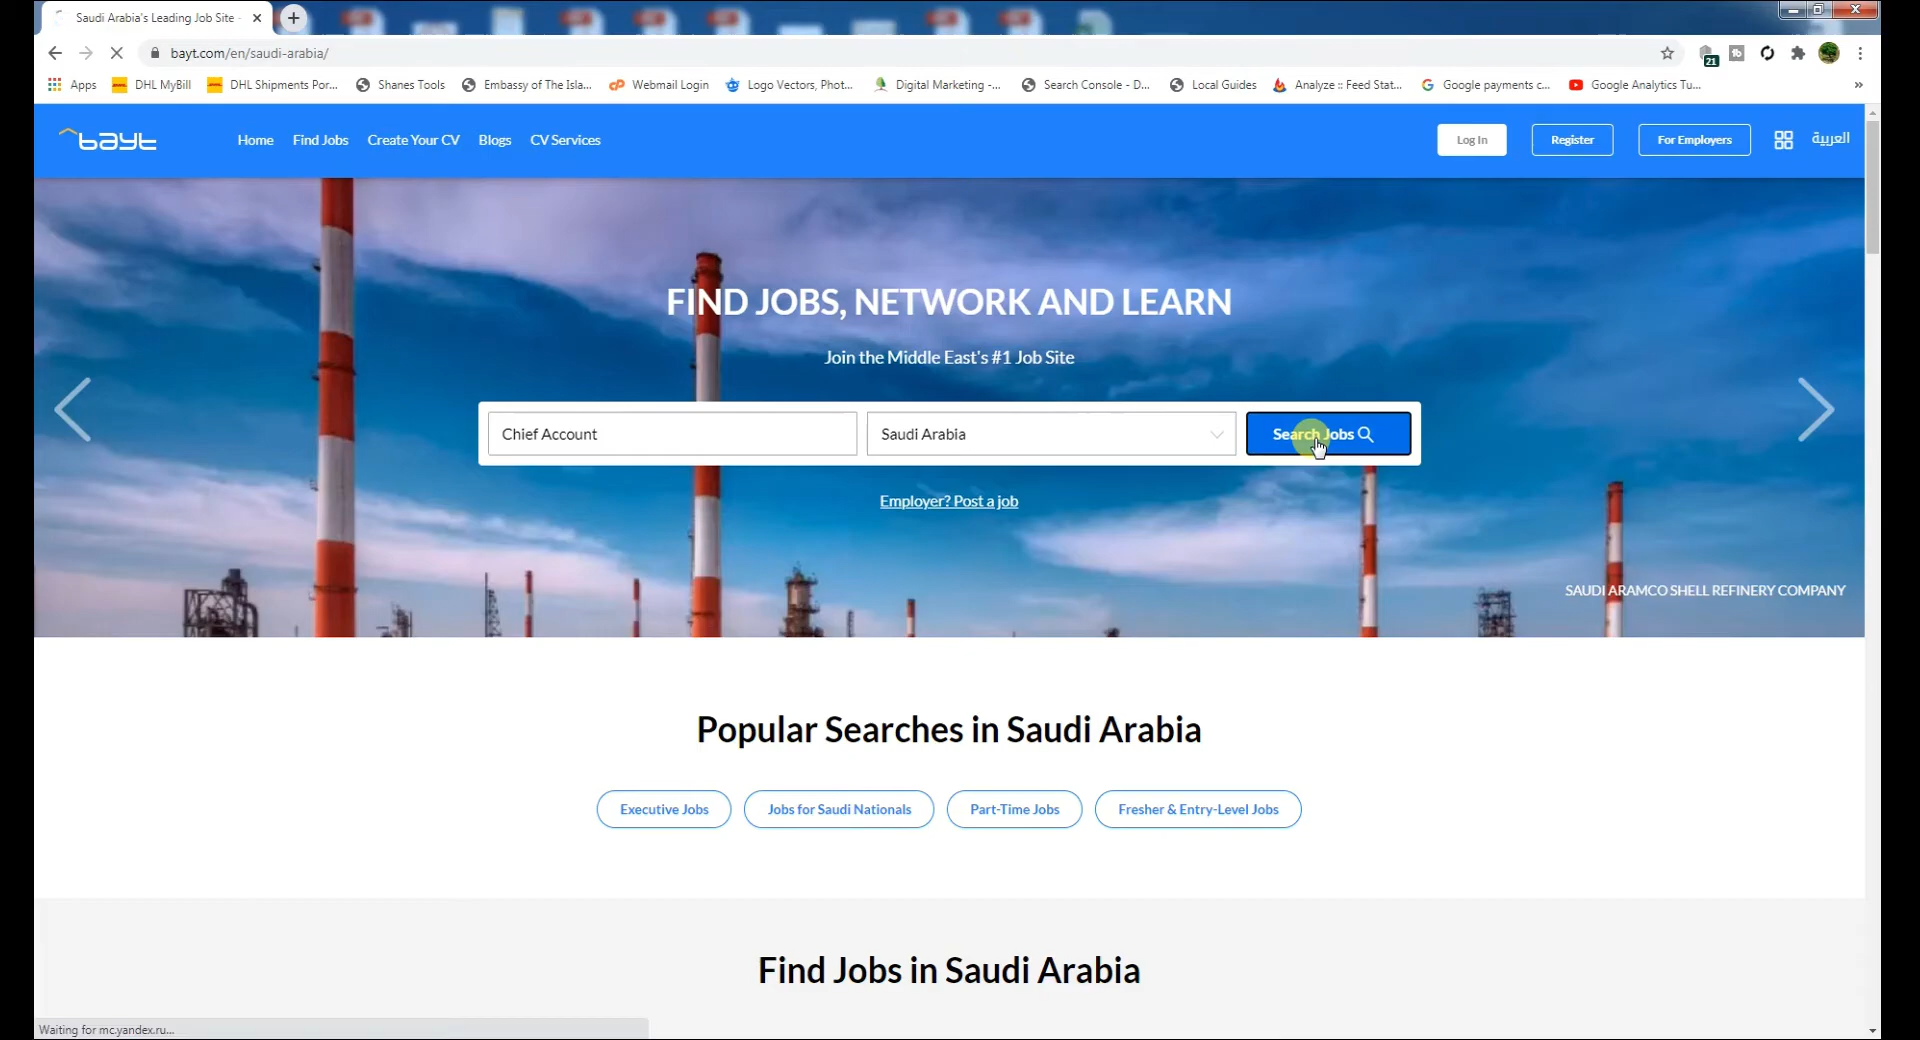 Saudi Arabia's Leading Job Site -
bayt.com/en/saudi-arabia/
21
Apps DHL MyBill DHL Shipments Por... Shanes Tools Embassy of The Isla... Webmail Login Logo Vectors, Phot... Digital Marketing -... Search Console - D... Local Guides Analyze :: Feed Stat... Google payments c... Google Analytics Tu... »
bayt Home Find Jobs Create Your CV Blogs CV Services Log In Register For Employers العربية
FIND JOBS, NETWORK AND LEARN
Join the Middle East's #1 Job Site
Chief Account Saudi Arabia Search Jobs
Employer? Post a job
SAUDI ARAMCO SHELL REFINERY COMPANY
Popular Searches in Saudi Arabia
Executive Jobs Jobs for Saudi Nationals Part-Time Jobs Fresher & Entry-Level Jobs
Find Jobs in Saudi Arabia
Waiting for mc.yandex.ru...